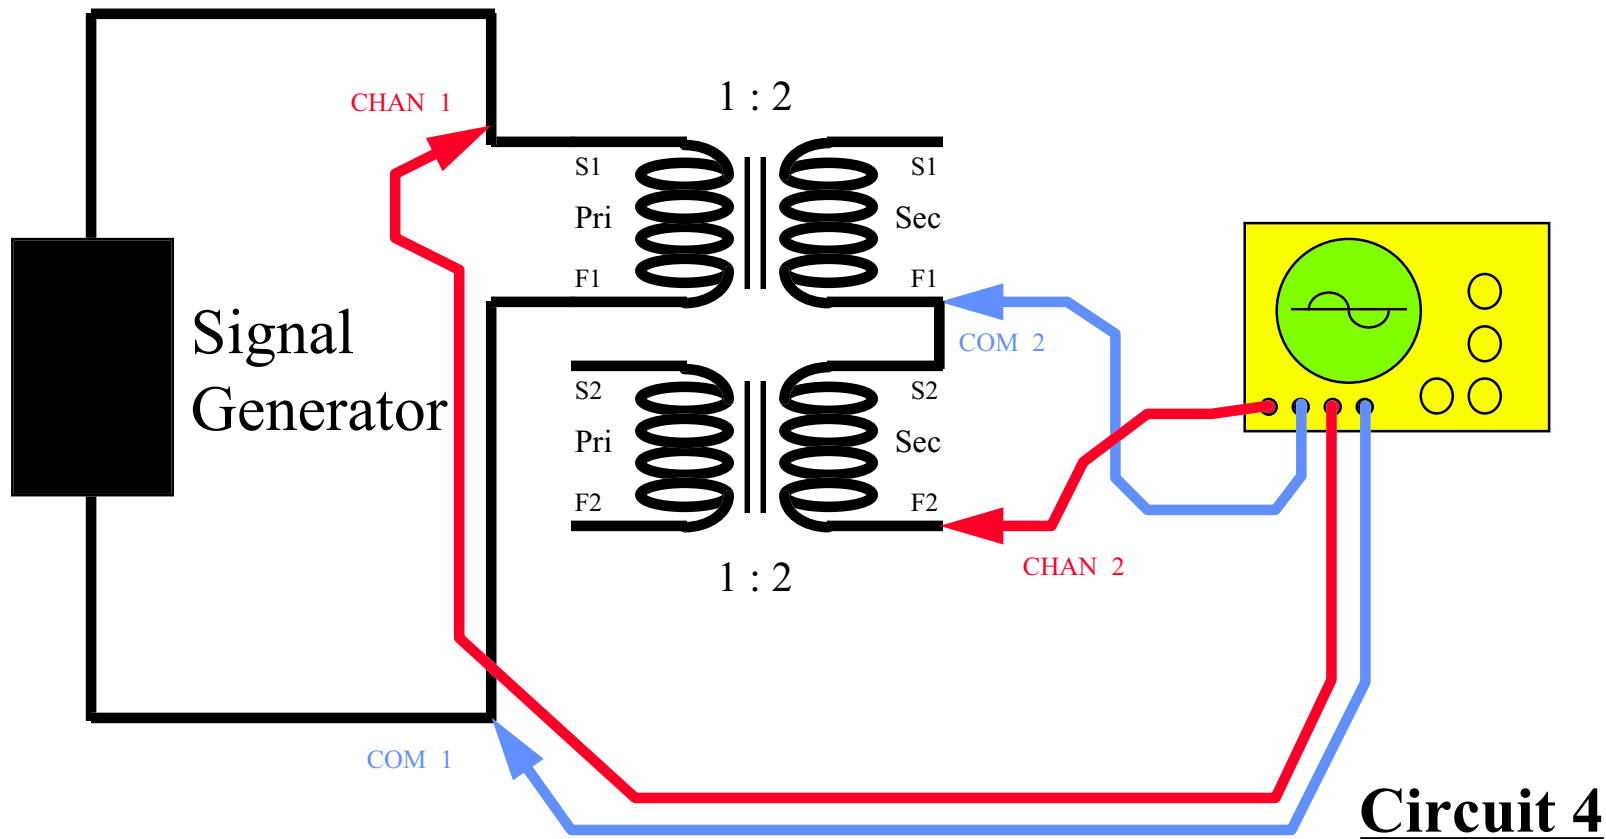 CHAN 1
1 : 2
S1
S1
Pri
Sec
F1
F1
Signal
Generator
COM 2
S2
S2
Pri
Sec
F2
F2
CHAN 2
1 : 2
COM 1
Circuit 4